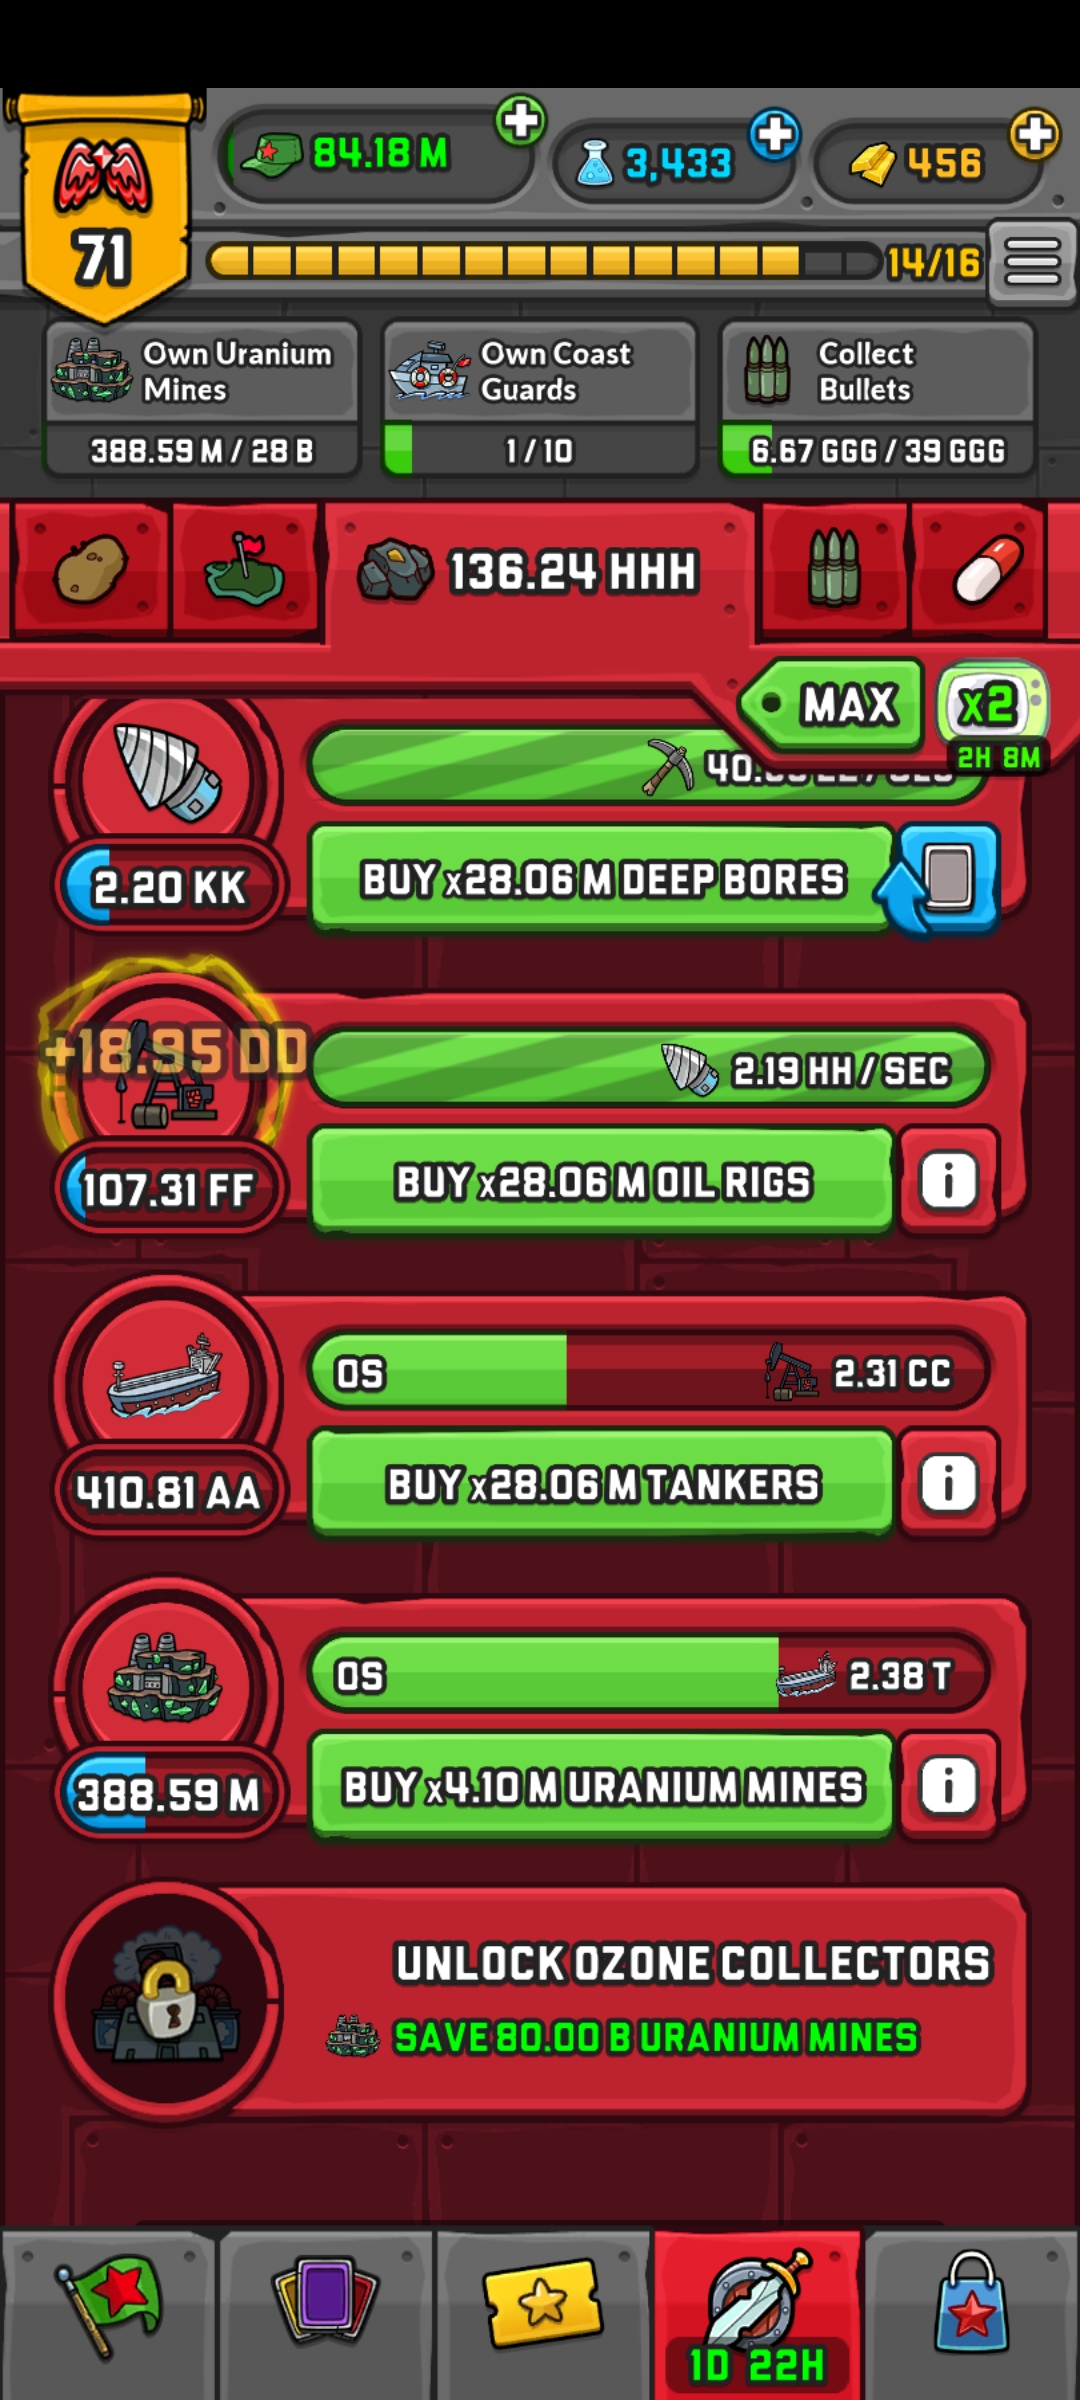 84.18 M
3,433
456
71
14/16
Own Uranium
Mines
388.59 M / 28 B
Own Coast
Guards
1 / 10
Collect
Bullets
6.67 GGG / 39 GGG
136.24 HHH
MAX
x2
2H 8M
2.20 KK
BUY x28.06 M DEEP BORES
+18.95 DD
2.19 HH / SEC
107.31 FF
BUY x28.06 M OIL RIGS
0S
2.31 CC
410.81 AA
BUY x28.06 M TANKERS
0S
2.38 T
388.59 M
BUY x4.10 M URANIUM MINES
UNLOCK OZONE COLLECTORS
SAVE 80.00 B URANIUM MINES
1D 22H